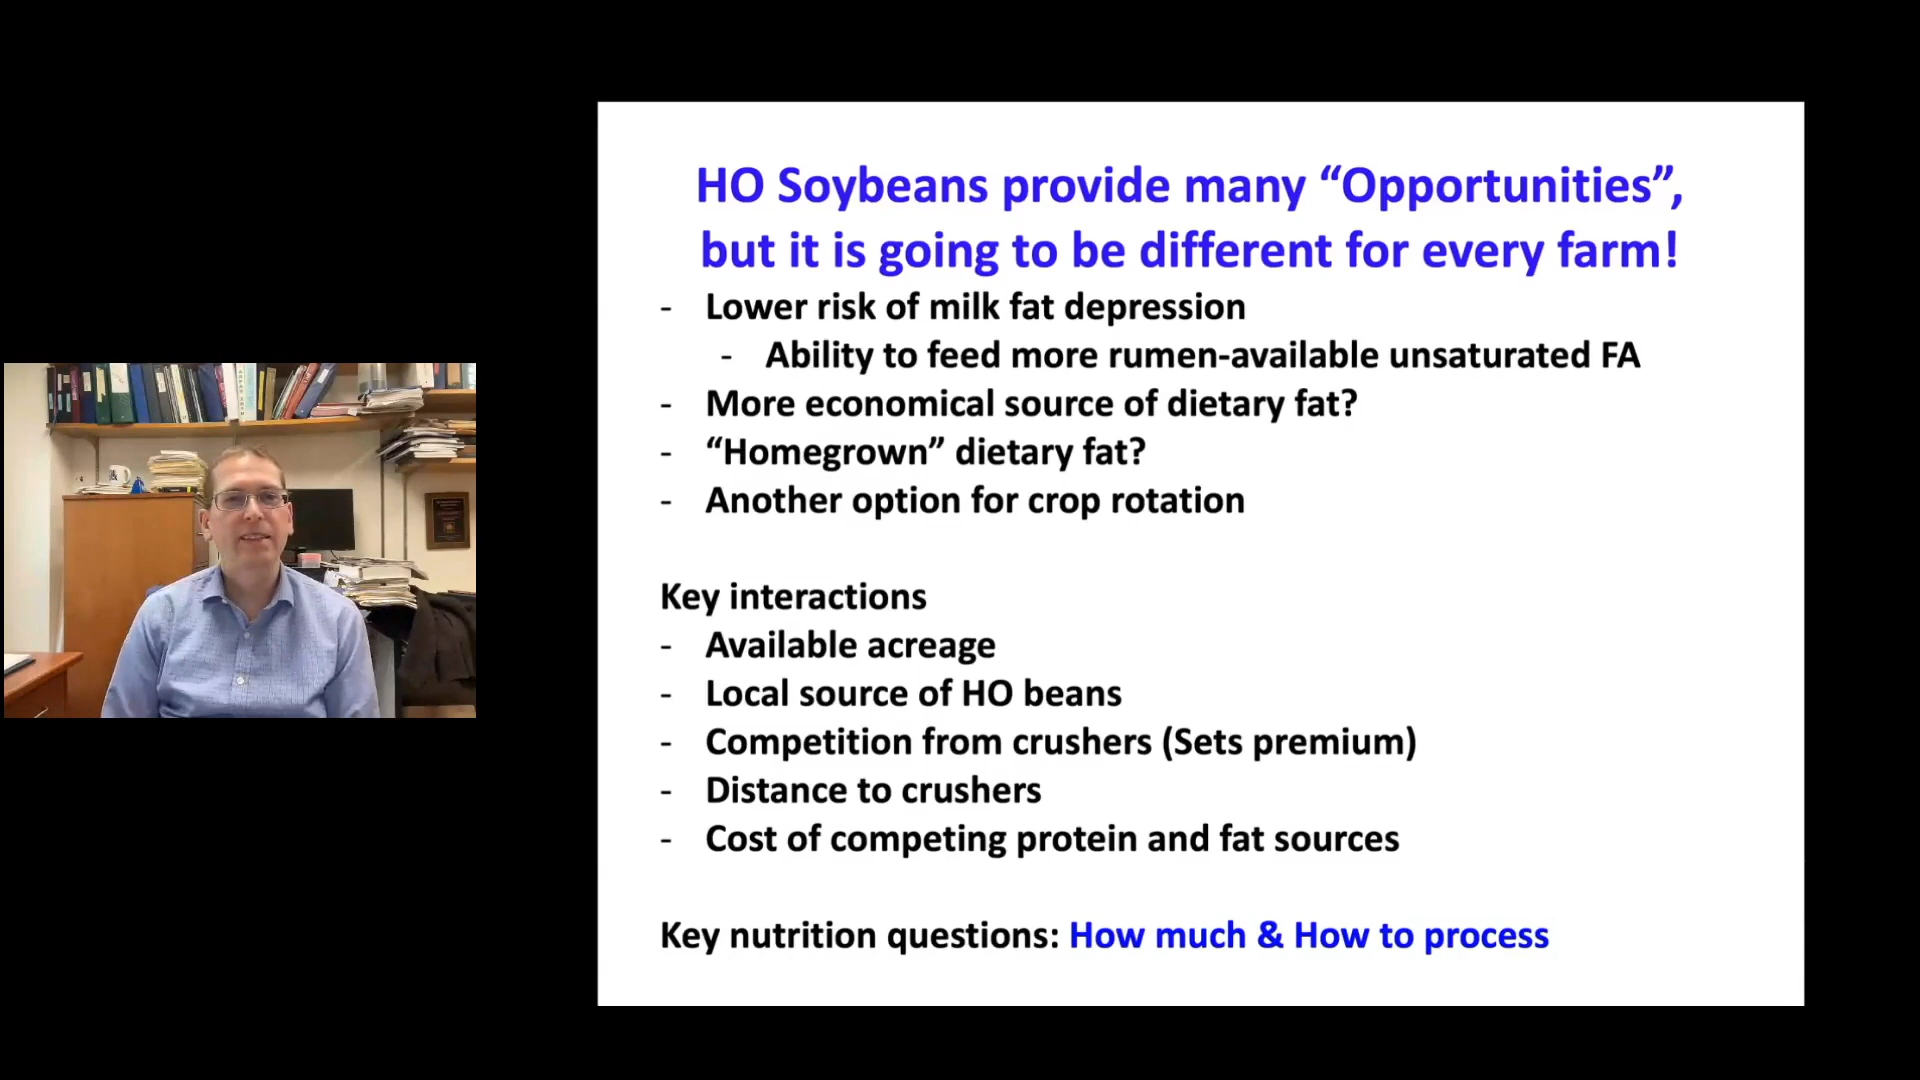 HO Soybeans provide many “Opportunities”,
but it is going to be different for every farm!
- Lower risk of milk fat depression
- Ability to feed more rumen-available unsaturated FA
- More economical source of dietary fat?
- “Homegrown” dietary fat?
- Another option for crop rotation
Key interactions
- Available acreage
- Local source of HO beans
- Competition from crushers (Sets premium)
- Distance to crushers
- Cost of competing protein and fat sources
Key nutrition questions: How much & How to process